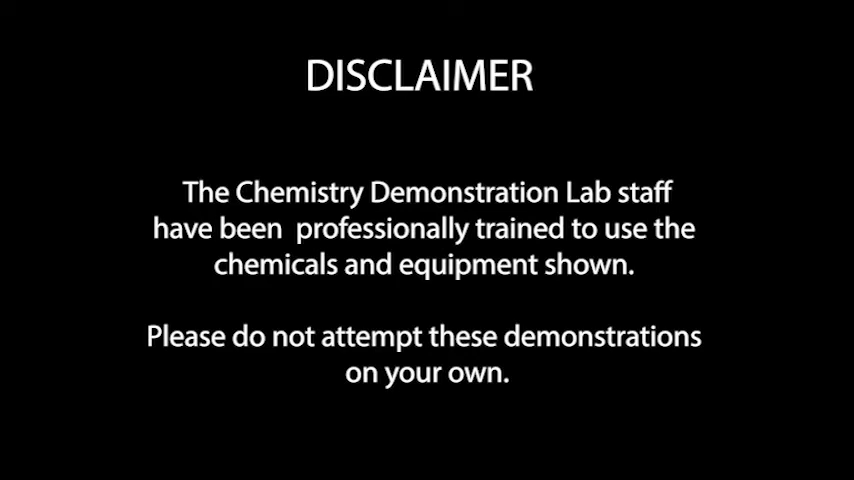 DISCLAIMER
The Chemistry Demonstration Lab staff
have been  professionally trained to use the
chemicals and equipment shown.
Please do not attempt these demonstrations
on your own.